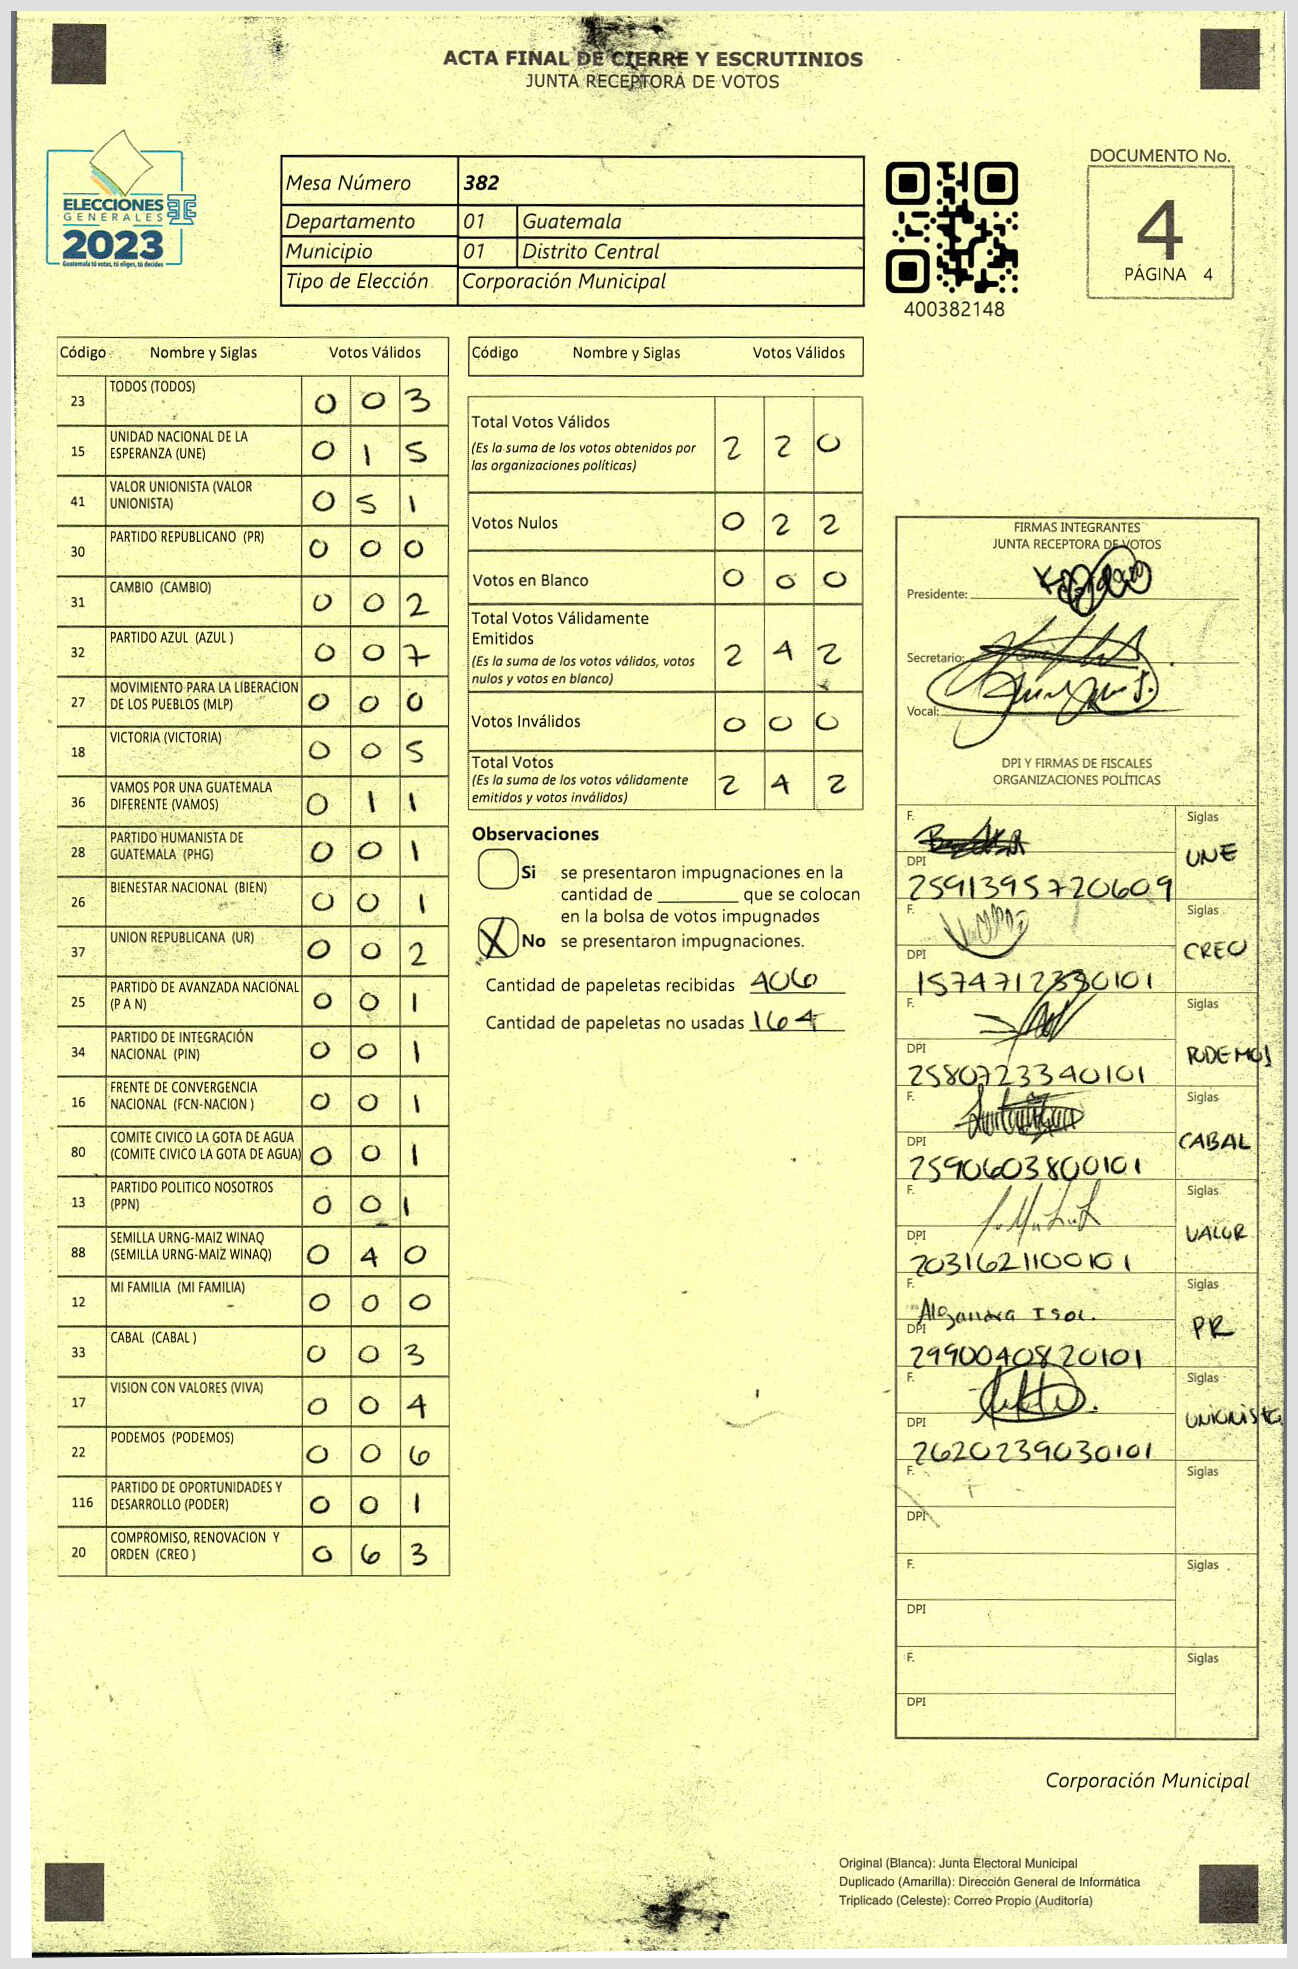 ACTA FINAL DE CIERRE Y ESCRUTINIOS
JUNTA RECEPTORA DE VOTOS
ELECCIONES
GENERALES
2023
Guatemala tú votas, tú eliges, tú decides
Mesa Número 382
Departamento 01 Guatemala
Municipio 01 Distrito Central
Tipo de Elección Corporación Municipal
400382148
DOCUMENTO No.
4
PÁGINA 4
Código Nombre y Siglas Votos Válidos
23 TODOS (TODOS) 0 0 3
15 UNIDAD NACIONAL DE LA
ESPERANZA (UNE) 0 1 5
41 VALOR UNIONISTA (VALOR
UNIONISTA) 0 5 1
30 PARTIDO REPUBLICANO (PR) 0 0 0
31 CAMBIO (CAMBIO) 0 0 2
32 PARTIDO AZUL (AZUL ) 0 0 7
27 MOVIMIENTO PARA LA LIBERACION
DE LOS PUEBLOS (MLP) 0 0 0
18 VICTORIA (VICTORIA) 0 0 5
36 VAMOS POR UNA GUATEMALA
DIFERENTE (VAMOS) 0 1 1
28 PARTIDO HUMANISTA DE
GUATEMALA (PHG) 0 0 1
26 BIENESTAR NACIONAL (BIEN) 0 0 1
37 UNION REPUBLICANA (UR) 0 0 2
25 PARTIDO DE AVANZADA NACIONAL
(P A N) 0 0 1
34 PARTIDO DE INTEGRACIÓN
NACIONAL (PIN) 0 0 1
16 FRENTE DE CONVERGENCIA
NACIONAL (FCN-NACION ) 0 0 1
80 COMITE CIVICO LA GOTA DE AGUA
(COMITE CIVICO LA GOTA DE AGUA) 0 0 1
13 PARTIDO POLITICO NOSOTROS
(PPN) 0 0 1
88 SEMILLA URNG-MAIZ WINAQ
(SEMILLA URNG-MAIZ WINAQ) 0 4 0
12 MI FAMILIA (MI FAMILIA) 0 0 0
33 CABAL (CABAL ) 0 0 3
17 VISION CON VALORES (VIVA) 0 0 4
22 PODEMOS (PODEMOS) 0 0 6
116 PARTIDO DE OPORTUNIDADES Y
DESARROLLO (PODER) 0 0 1
20 COMPROMISO, RENOVACION Y
ORDEN (CREO ) 0 6 3
Código Nombre y Siglas Votos Válidos
Total Votos Válidos 2 2 0
(Es la suma de los votos obtenidos por
las organizaciones políticas)
Votos Nulos 0 2 2
Votos en Blanco 0 0 0
Total Votos Válidamente
Emitidos 2 4 2
(Es la suma de los votos válidos, votos
nulos y votos en blanco)
Votos Inválidos 0 0 0
Total Votos 2 4 2
(Es la suma de los votos válidamente
emitidos y votos inválidos)
Observaciones
Si se presentaron impugnaciones en la
cantidad de ________ que se colocan
en la bolsa de votos impugnados
X No se presentaron impugnaciones.
Cantidad de papeletas recibidas 406
Cantidad de papeletas no usadas 164
FIRMAS INTEGRANTES
JUNTA RECEPTORA DE VOTOS
Presidente:
Secretario:
Vocal:
DPI Y FIRMAS DE FISCALES
ORGANIZACIONES POLÍTICAS
F. Siglas UNE
DPI 2591395720609
F. Siglas CREO
DPI 1574712330101
F. Siglas PODEMOS
DPI 2580723340101
F. Siglas CABAL
DPI 2590603800101
F. Siglas VALOR
DPI 2031621100101
F. Siglas PR
DPI 2990040820101
F. Siglas UNIONISTA
DPI 2620239030101
F. Siglas
DPI
F. Siglas
DPI
F. Siglas
DPI
Corporación Municipal
Original (Blanca): Junta Electoral Municipal
Duplicado (Amarilla): Dirección General de Informática
Triplicado (Celeste): Correo Propio (Auditoría)